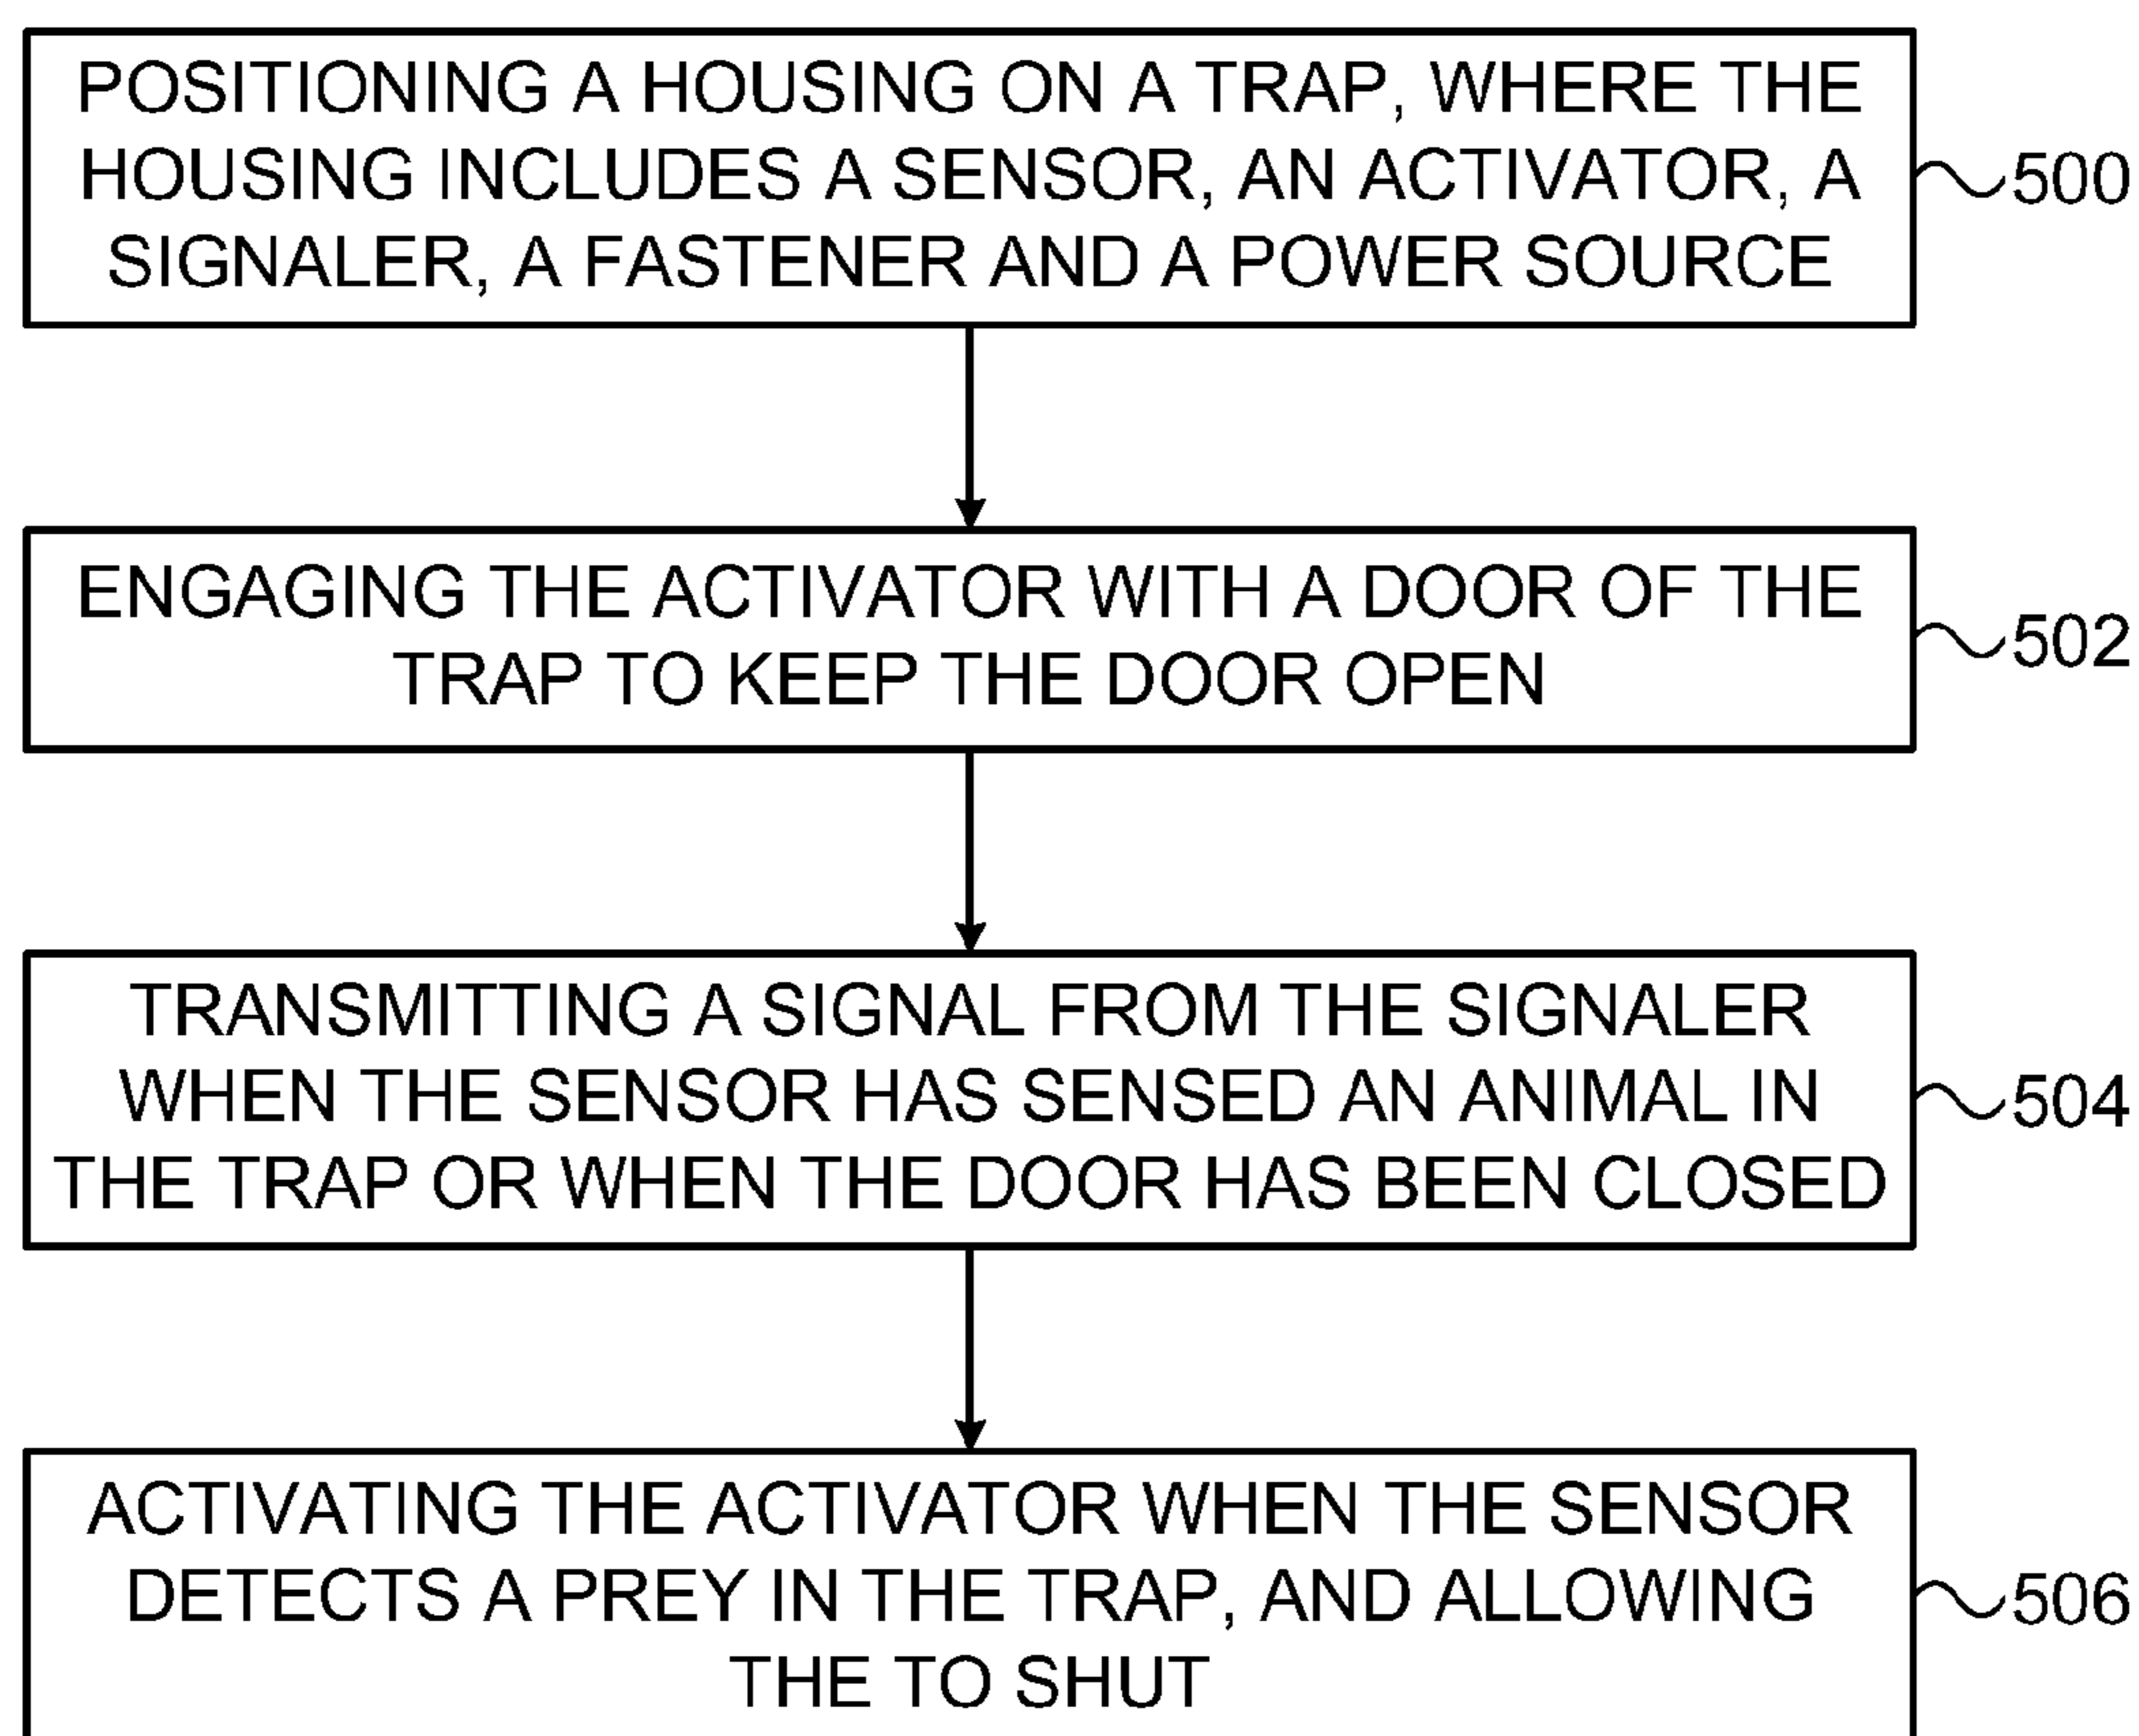 POSITIONING A HOUSING ON A TRAP, WHERE THE
HOUSING INCLUDES A SENSOR, AN ACTIVATOR, A
SIGNALER, A FASTENER AND A POWER SOURCE
500
ENGAGING THE ACTIVATOR WITH A DOOR OF THE
TRAP TO KEEP THE DOOR OPEN
502
TRANSMITTING A SIGNAL FROM THE SIGNALER
WHEN THE SENSOR HAS SENSED AN ANIMAL IN
THE TRAP OR WHEN THE DOOR HAS BEEN CLOSED
504
ACTIVATING THE ACTIVATOR WHEN THE SENSOR
DETECTS A PREY IN THE TRAP, AND ALLOWING
THE TO SHUT
506